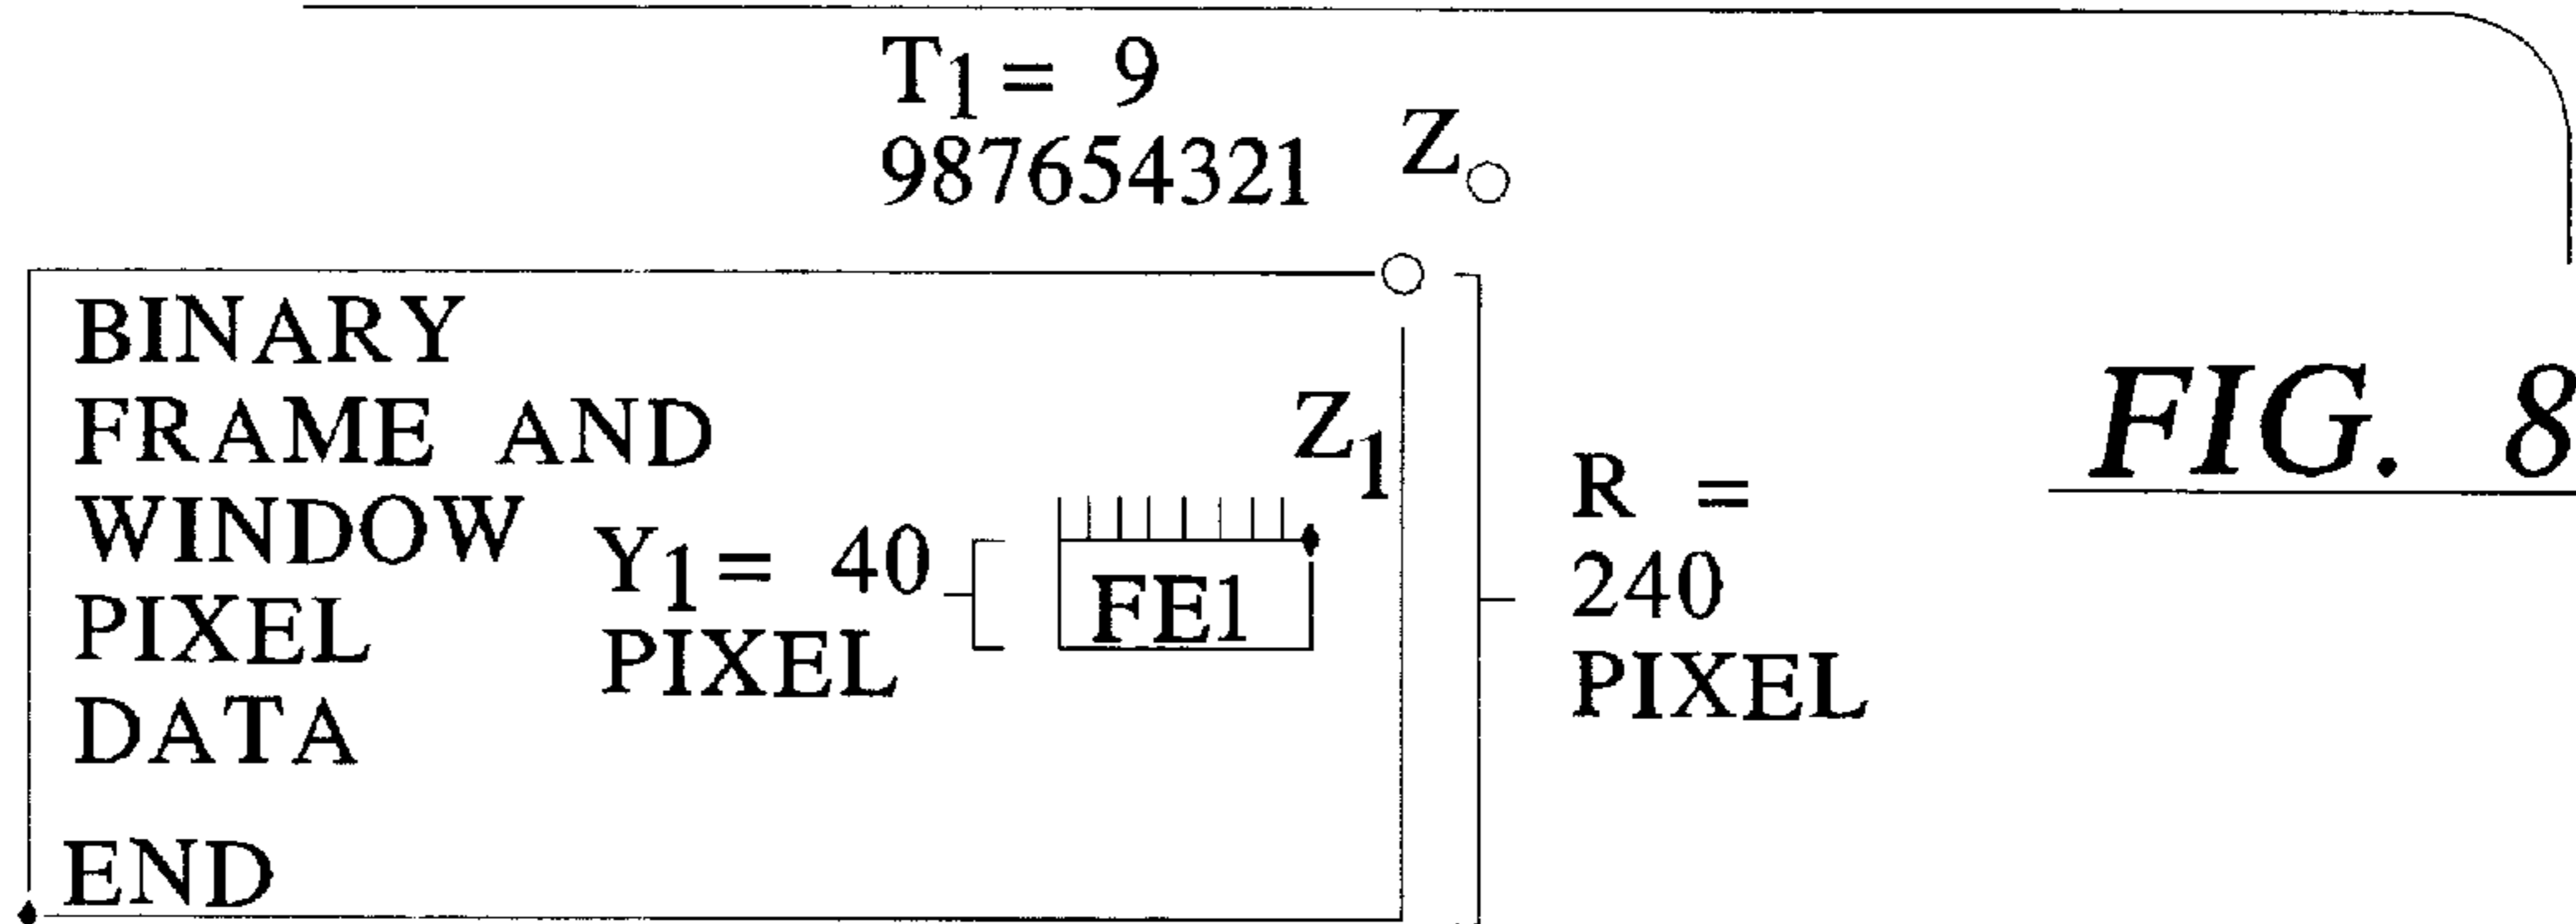 T1 = 9
987654321
Z○
BINARY
FRAME AND
WINDOW
PIXEL
DATA
END
Y1 = 40
PIXEL
FE1
Z1
R =
240
PIXEL
FIG. 8